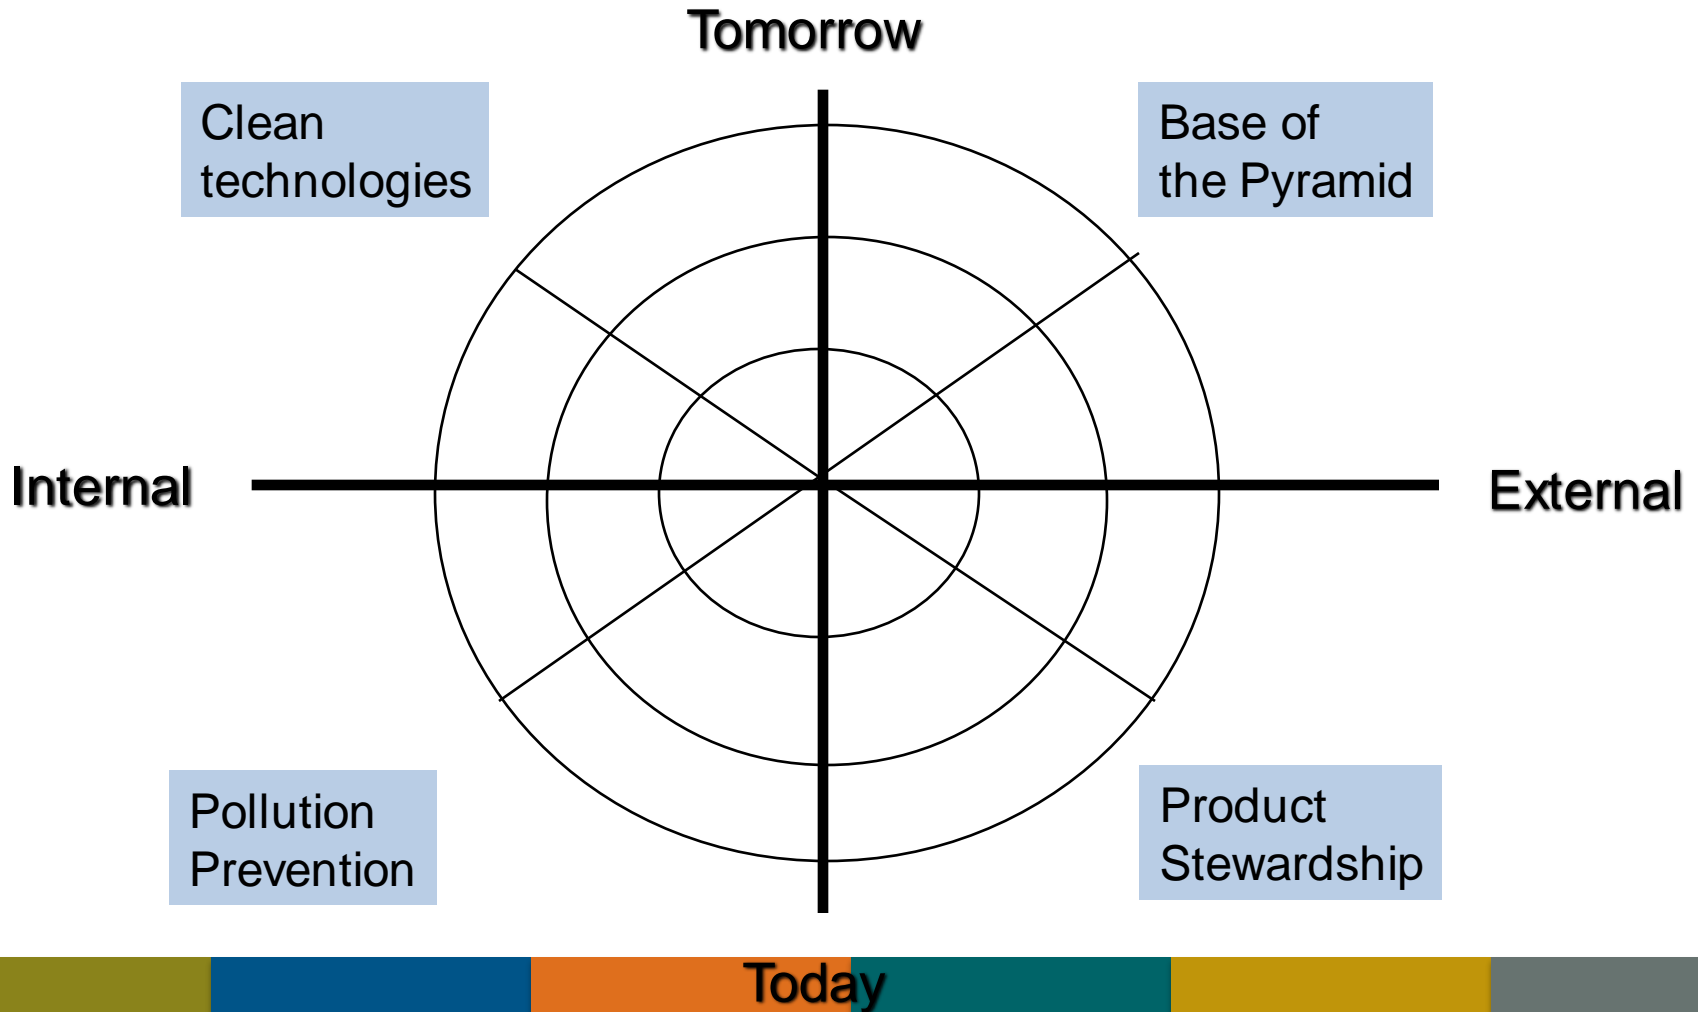 Tomorrow
Clean
technologies
Base of
the Pyramid
Internal
External
Pollution
Prevention
Product
Stewardship
Today